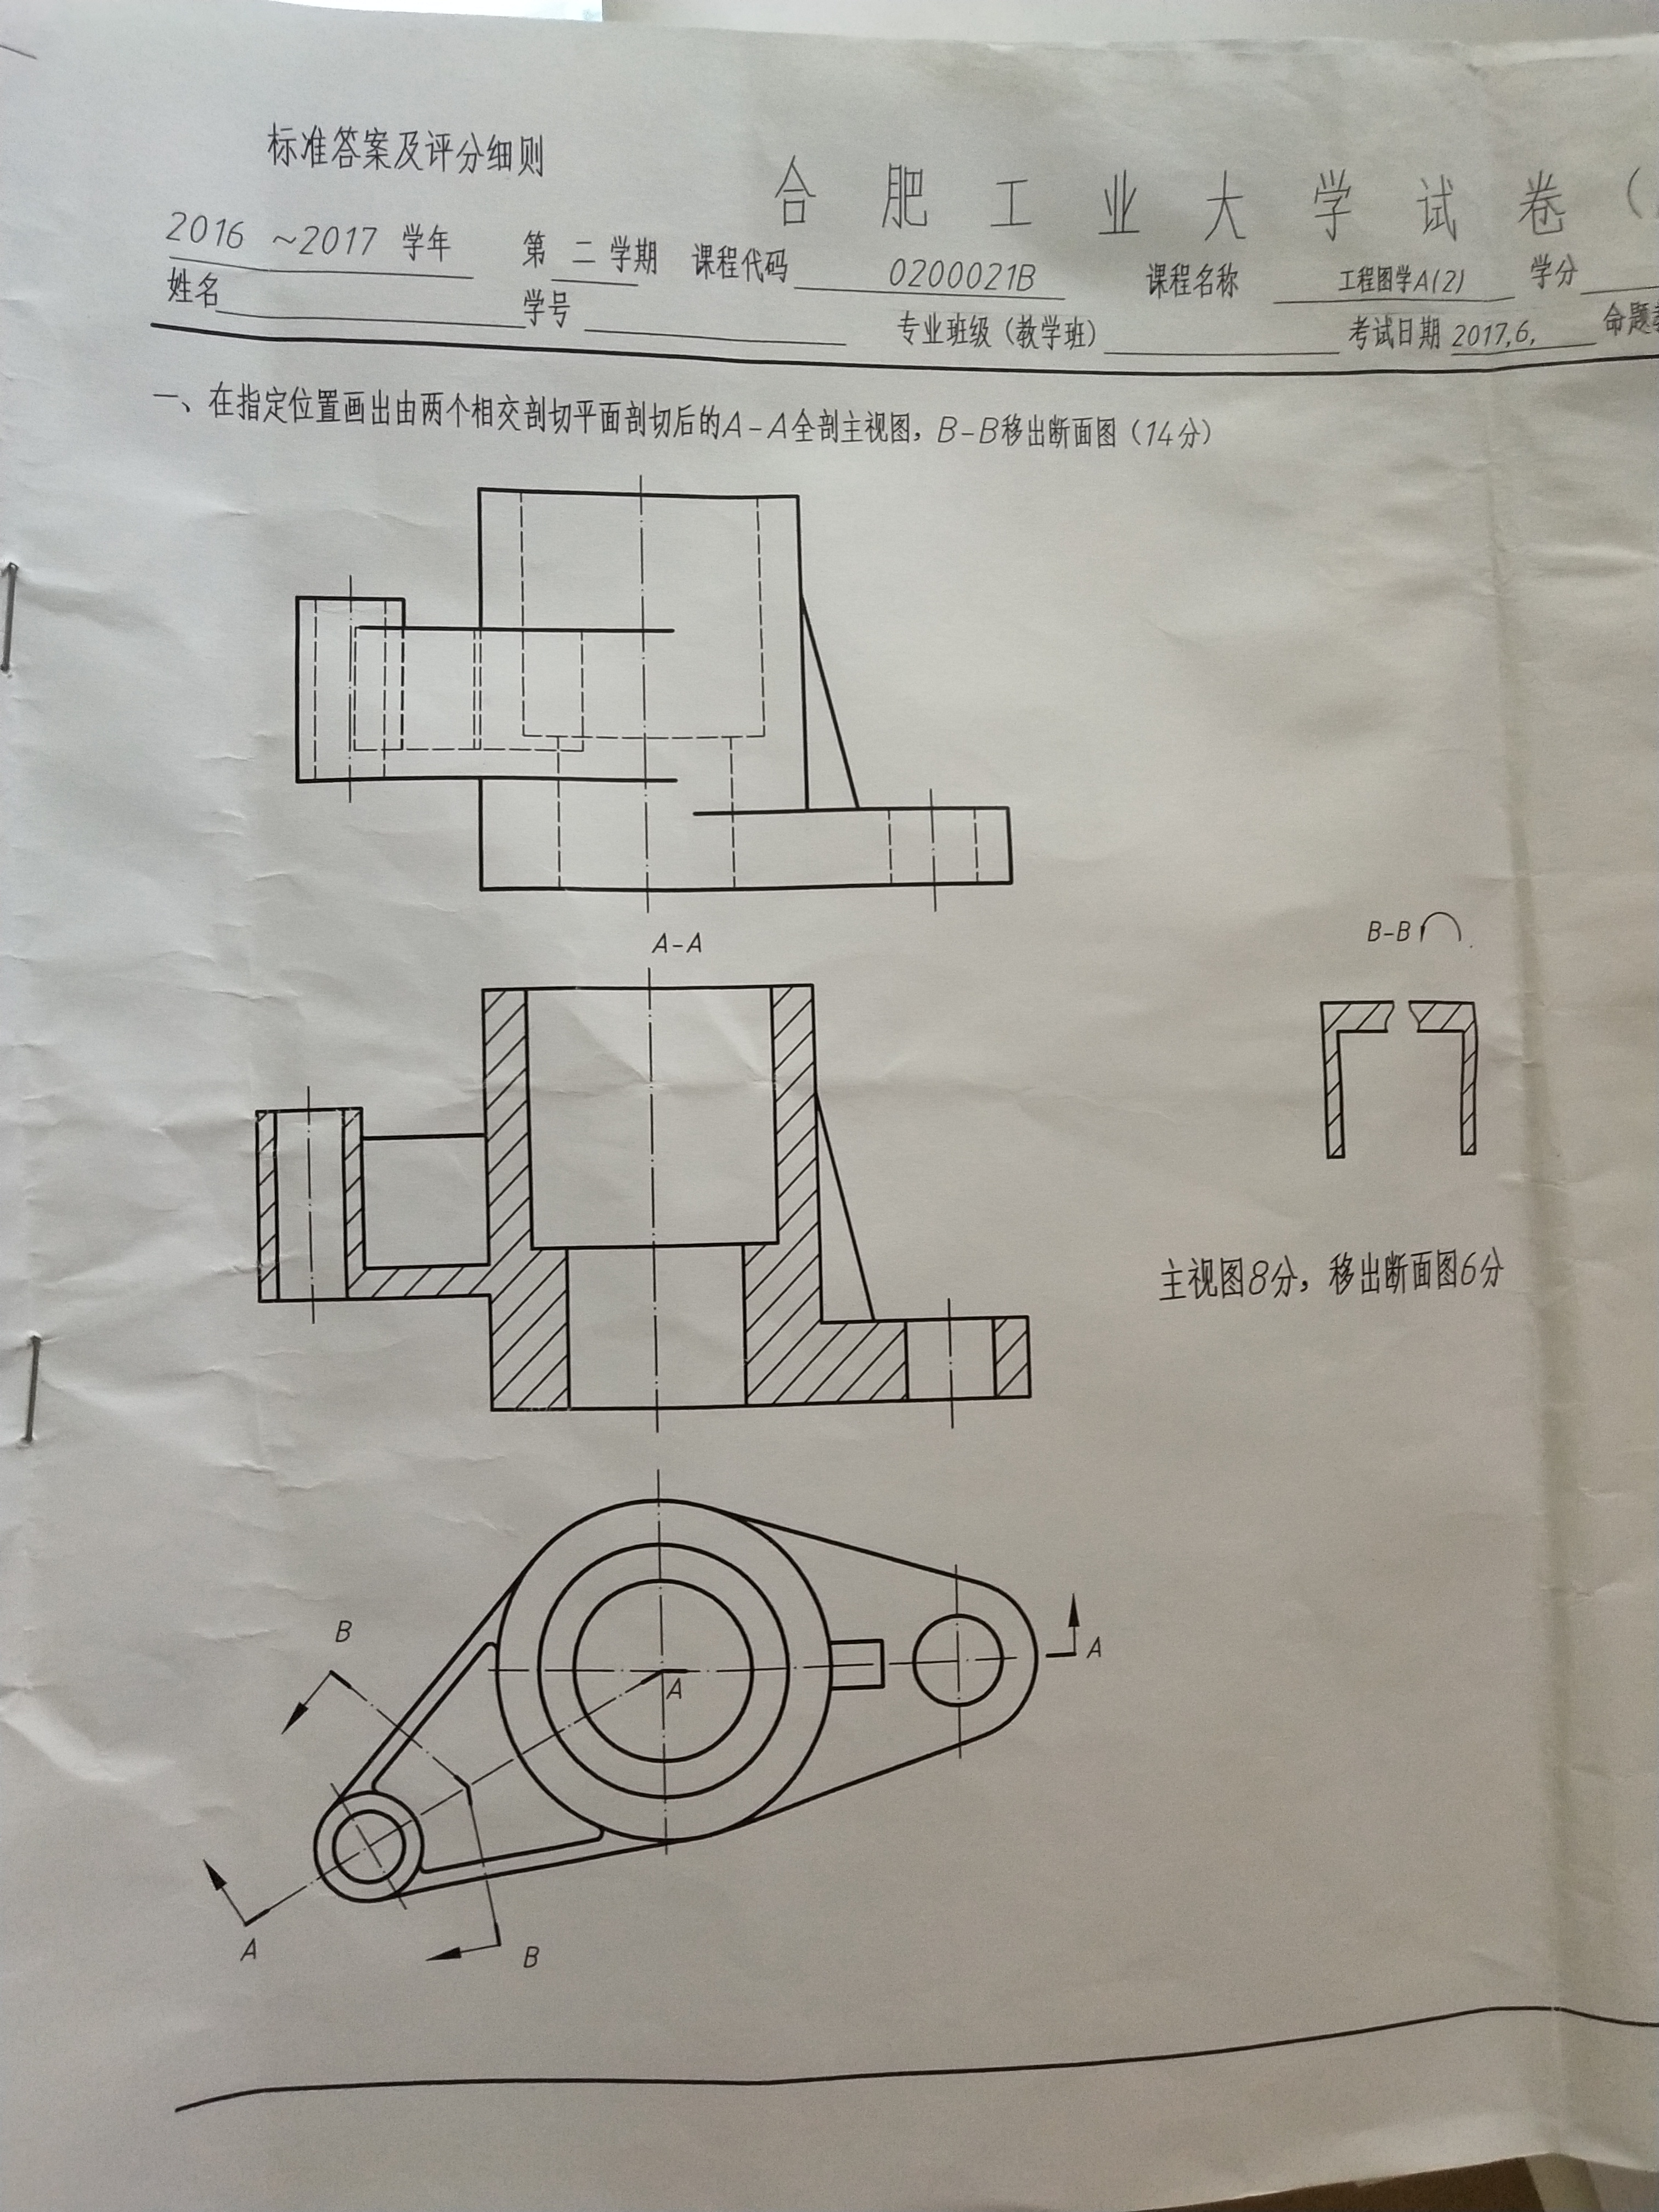 标准答案及评分细则
合肥工业大学试卷（
2016 ~2017 学年 第 二 学期 课程代码 0200021B 课程名称 工程图学A(2) 学分
姓名 学号 专业班级（教学班） 考试日期 2017,6, 命题
一、在指定位置画出由两个相交剖切平面剖切后的A-A全剖主视图，B-B移出断面图（14分）
A-A
B-B
主视图8分，移出断面图6分
B
A
A
A
B